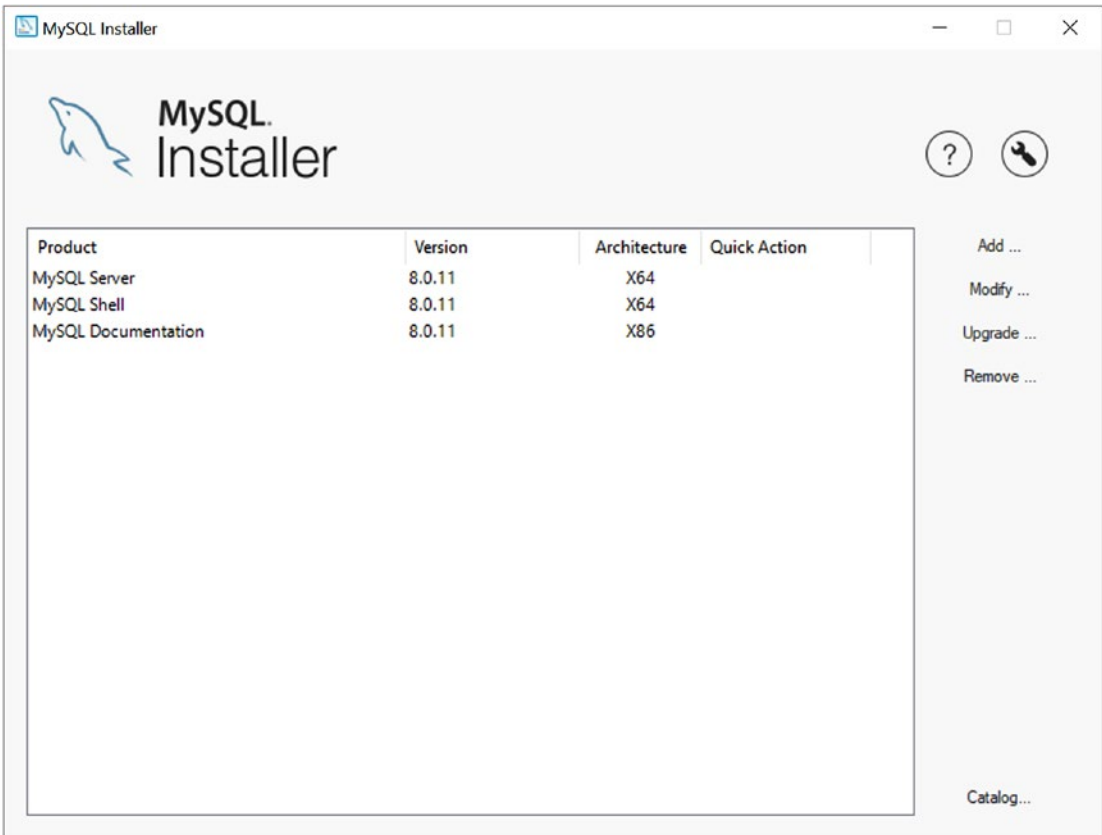 MySQL Installer
MySQL.
Installer
?
Product Version Architecture Quick Action
MySQL Server 8.0.11 X64
MySQL Shell 8.0.11 X64
MySQL Documentation 8.0.11 X86
Add ...
Modify ...
Upgrade ...
Remove ...
Catalog...